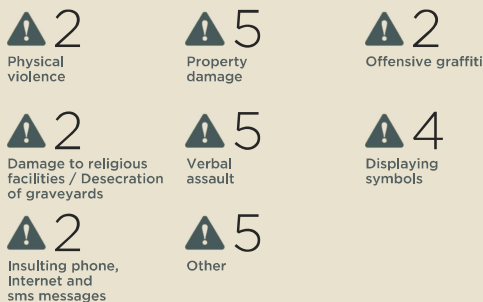 2
Physical
violence
5
Property
damage
2
Offensive graffiti
2
Damage to religious
facilities / Desecration
of graveyards
5
Verbal
assault
4
Displaying
symbols
2
Insulting phone,
Internet and
sms messages
5
Other